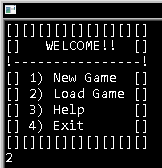 [][][][][][][][][]
[]   WELCOME!!   []
!-----------------!
[] 1) New Game   []
[] 2) Load Game  []
[] 3) Help       []
[] 4) Exit       []
[][][][][][][][][]
2